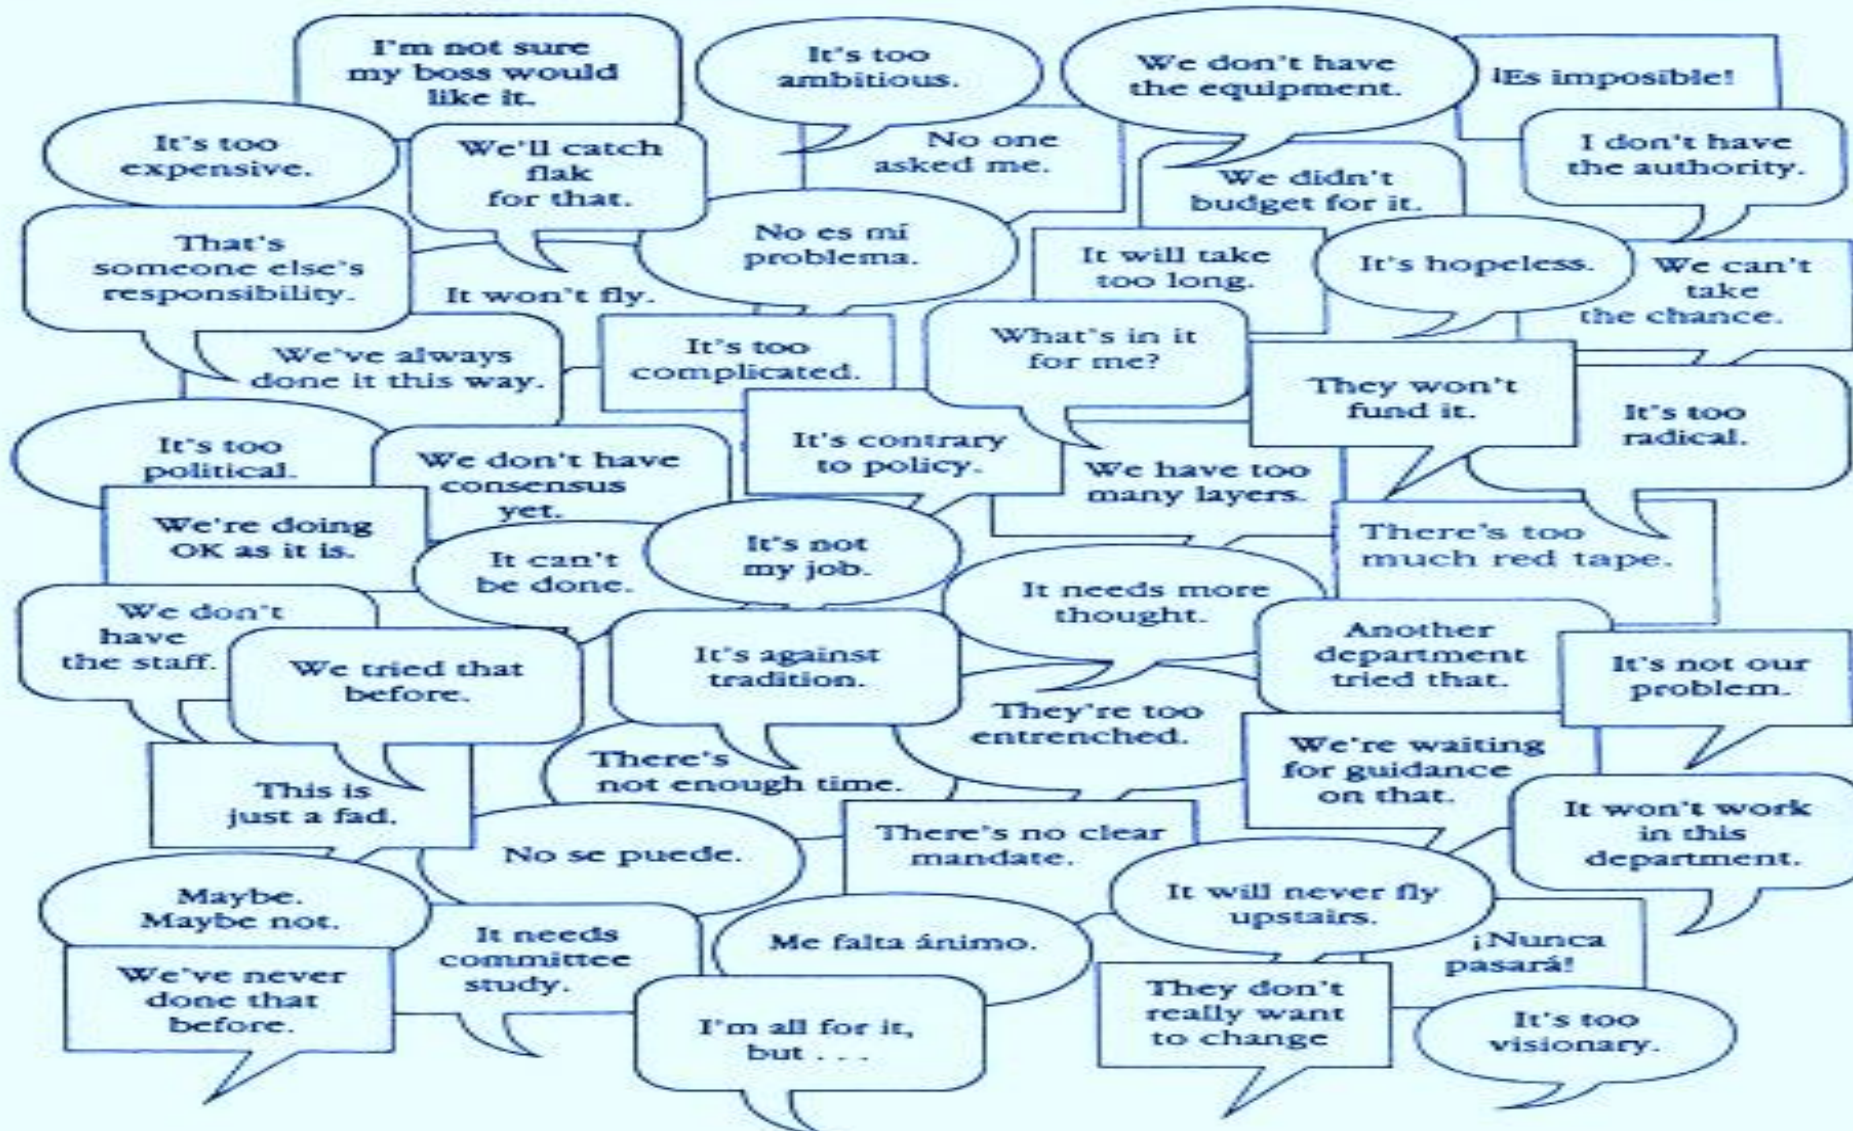 I'm not sure
my boss would
like it.
It's too
ambitious.
We don't have
the equipment.
¡Es imposible!
It's too
expensive.
We'll catch
flak
for that.
No one
asked me.
We didn't
budget for it.
I don't have
the authority.
That's
someone else's
responsibility.
It won't fly.
No es mí
problema.
It will take
too long.
It's hopeless.
We can't
take
the chance.
We've always
done it this way.
It's too
complicated.
What's in it
for me?
They won't
fund it.
It's too
radical.
It's too
political.
We don't have
consensus
yet.
It's contrary
to policy.
We have too
many layers.
We're doing
OK as it is.
It can't
be done.
It's not
my job.
It needs more
thought.
There's too
much red tape.
We don't
have
the staff.
We tried that
before.
It's against
tradition.
Another
department
tried that.
It's not our
problem.
They're too
entrenched.
This is
just a fad.
There's
not enough time.
We're waiting
for guidance
on that.
It won't work
in this
department.
No se puede.
There's no clear
mandate.
Maybe.
Maybe not.
It needs
committee
study.
Me falta ánimo.
It will never fly
upstairs.
¡Nunca
pasará!
We've never
done that
before.
I'm all for it,
but . . .
They don't
really want
to change
It's too
visionary.